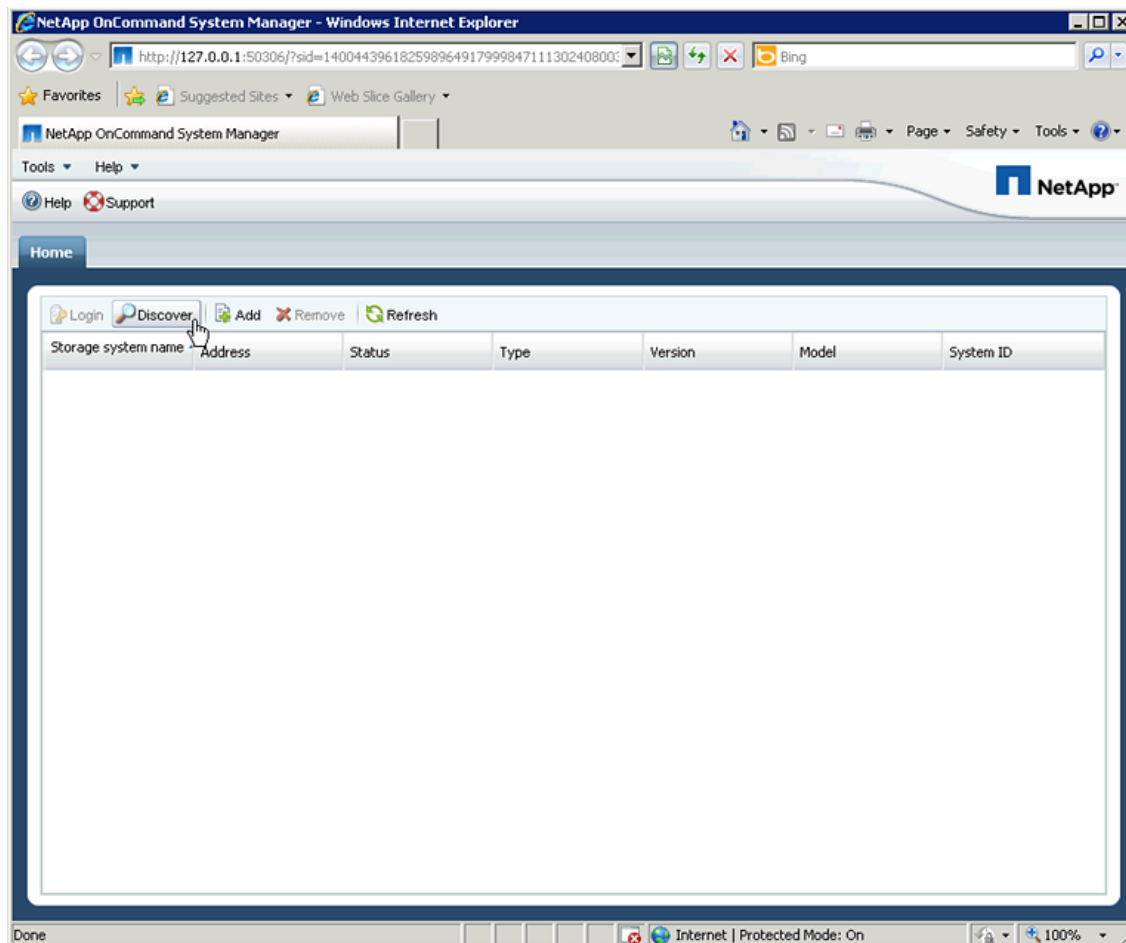 NetApp OnCommand System Manager - Windows Internet Explorer
http://127.0.0.1:50306/?sid=14004439618259896491799984711130240800
Bing
Favorites Suggested Sites Web Slice Gallery
NetApp OnCommand System Manager
Page Safety Tools
Tools Help
NetApp
Help Support
Home
Login Discover Add Remove Refresh
Storage system name Address Status Type Version Model System ID
Done Internet | Protected Mode: On 100%